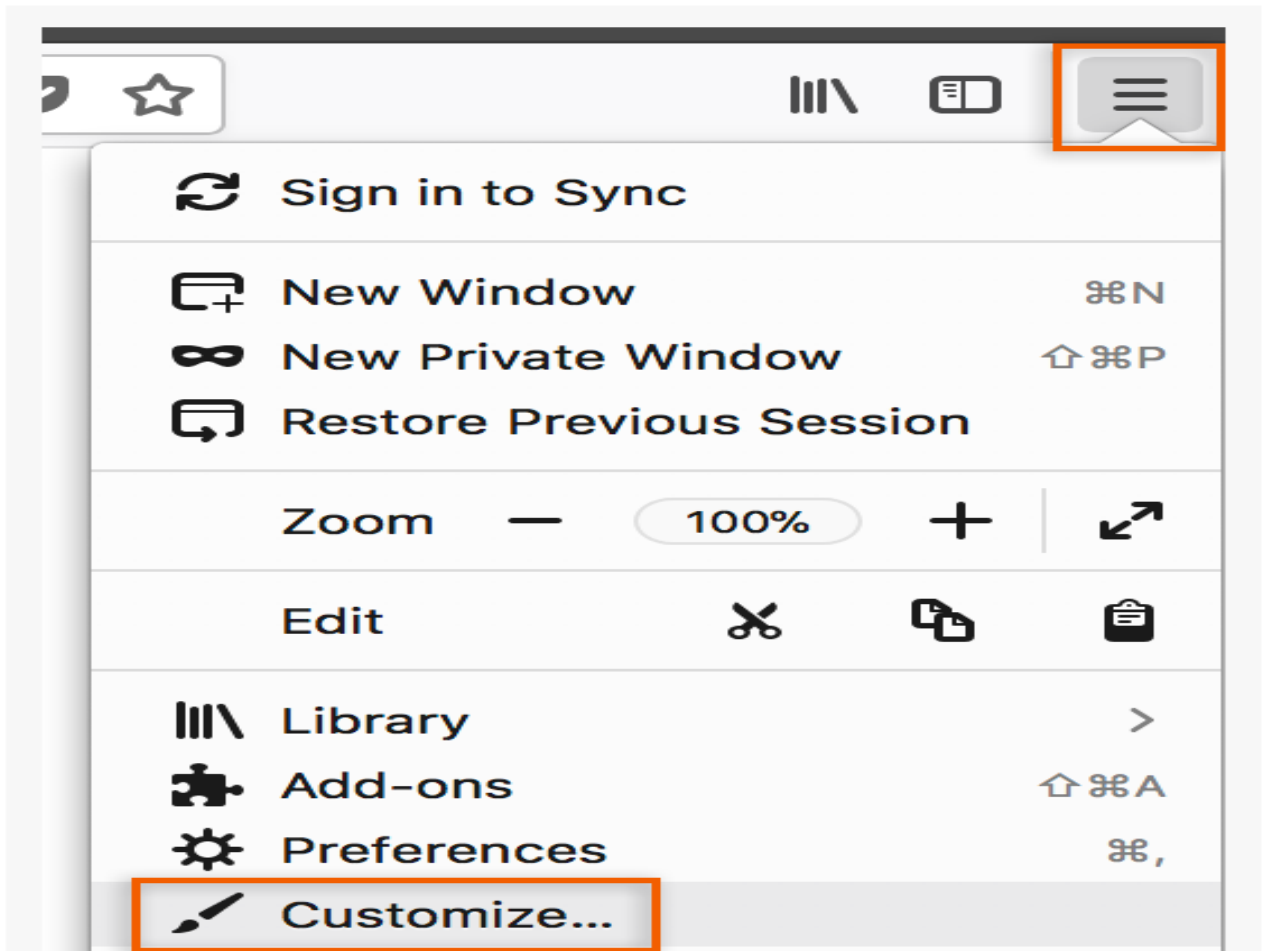 Sign in to Sync
New Window ⌘N
New Private Window ⇧⌘P
Restore Previous Session
Zoom — 100% +
Edit
Library >
Add-ons ⇧⌘A
Preferences ⌘,
Customize...